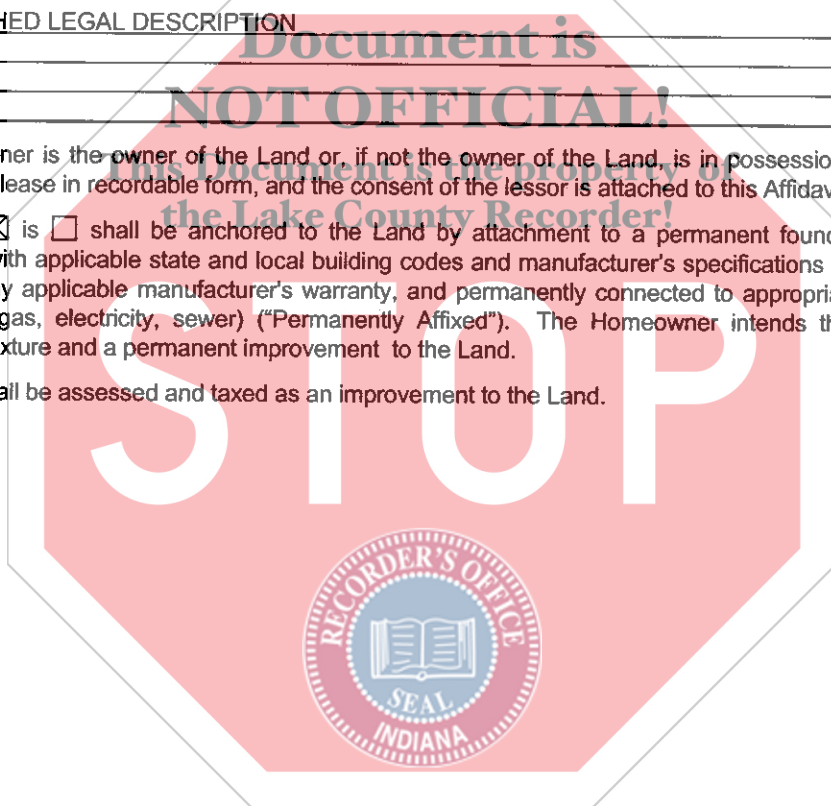 HED LEGAL DESCRIPTION
Document is
NOT OFFICIAL!
ner is the owner of the Land or, if not the owner of the Land, is in possessio
This Document is the property of
lease in recordable form, and the consent of the lessor is attached to this Affidav
the Lake County Recorder!
is ☐ shall be anchored to the Land by attachment to a permanent found
with applicable state and local building codes and manufacturer's specifications
y applicable manufacturer's warranty, and permanently connected to appropria
gas, electricity, sewer) ("Permanently Affixed"). The Homeowner intends th
xture and a permanent improvement to the Land.
all be assessed and taxed as an improvement to the Land.
STOP
RECORDER'S OFFICE
SEAL
INDIANA